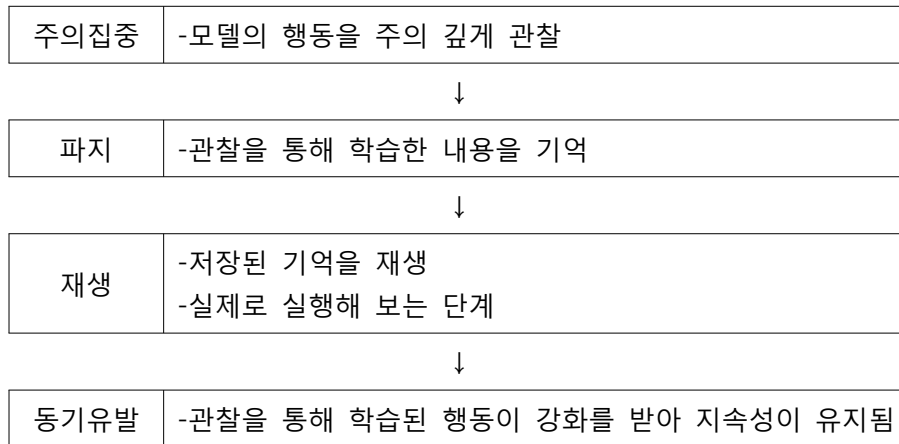 주의집중 -모델의 행동을 주의 깊게 관찰
↓
파지 -관찰을 통해 학습한 내용을 기억
↓
재생 -저장된 기억을 재생
-실제로 실행해 보는 단계
↓
동기유발 -관찰을 통해 학습된 행동이 강화를 받아 지속성이 유지됨